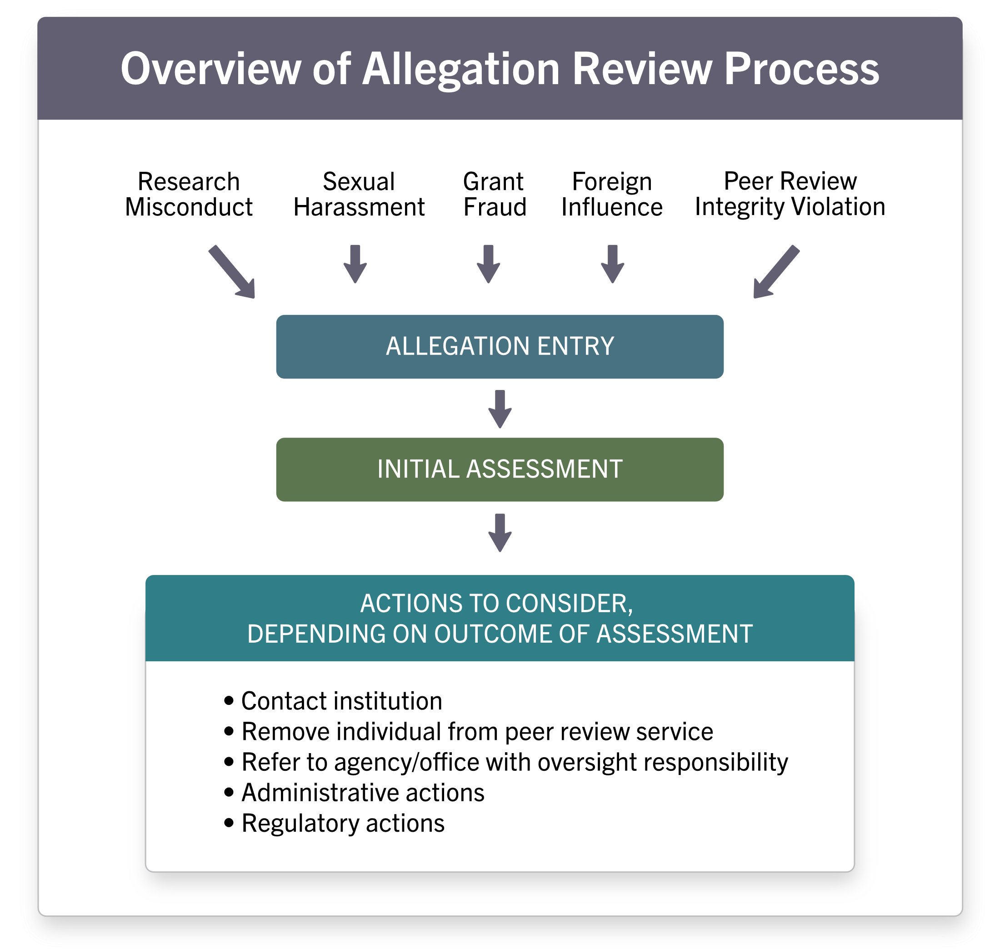 Overview of Allegation Review Process
Research
Misconduct
Sexual
Harassment
Grant
Fraud
Foreign
Influence
Peer Review
Integrity Violation
ALLEGATION ENTRY
INITIAL ASSESSMENT
ACTIONS TO CONSIDER,
DEPENDING ON OUTCOME OF ASSESSMENT
• Contact institution
• Remove individual from peer review service
• Refer to agency/office with oversight responsibility
• Administrative actions
• Regulatory actions